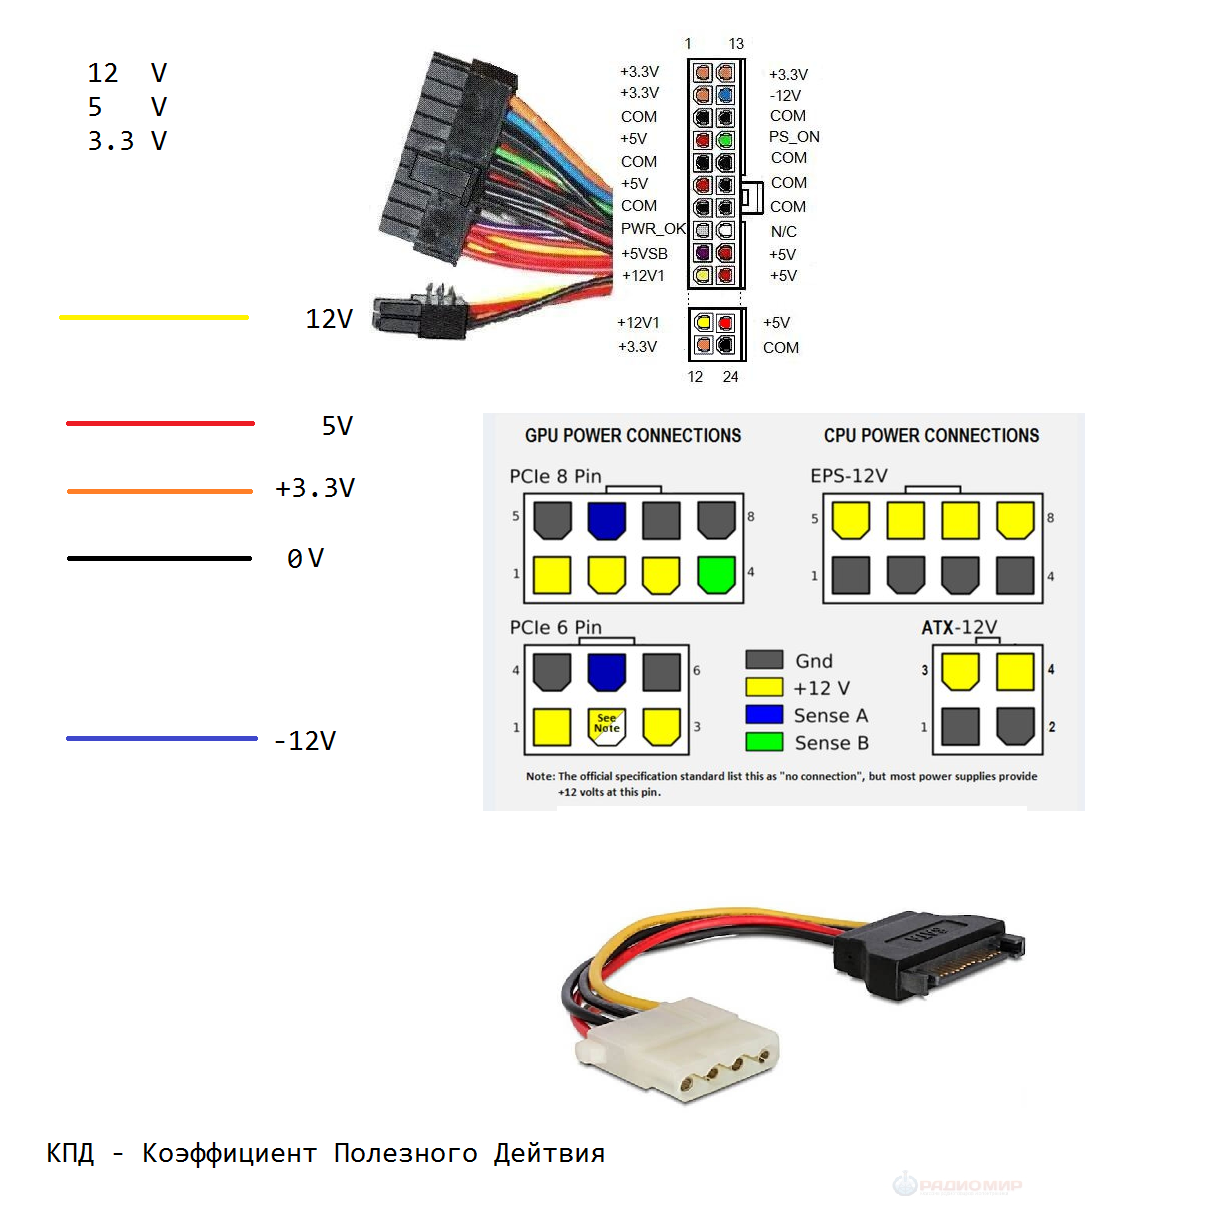 12 V
5 V
3.3 V
1 13
+3.3V +3.3V
+3.3V -12V
COM COM
+5V PS_ON
COM COM
+5V COM
COM COM
PWR_OK N/C
+5VSB +5V
+12V1 +5V
+12V1 +5V
+3.3V COM
12 24
12V
5V
+3.3V
0V
-12V
GPU POWER CONNECTIONS
CPU POWER CONNECTIONS
PCIe 8 Pin
5 8
1 4
EPS-12V
5 8
1 4
PCIe 6 Pin
4 6
See
Note
1 3
Gnd
+12 V
Sense A
Sense B
ATX-12V
3 4
1 2
Note: The official specification standard list this as "no connection", but most power supplies provide
+12 volts at this pin.
SATA
КПД - Коэффициент Полезного Дейтвия
РАДИОМИР